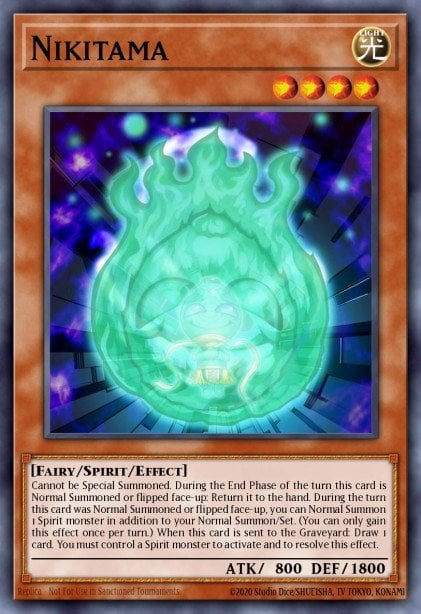 NIKITAMA
LIGHT
光
[FAIRY/SPIRIT/EFFECT]
Cannot be Special Summoned. During the End Phase of the turn this card is
Normal Summoned or flipped face-up: Return it to the hand. During the turn
this card was Normal Summoned or flipped face-up, you can Normal Summon
1 Spirit monster in addition to your Normal Summon/Set. (You can only gain
this effect once per turn.) When this card is sent to the Graveyard: Draw 1
card. You must control a Spirit monster to activate and to resolve this effect.
ATK/ 800 DEF/1800
Replica - Not For Use in Sanctioned Tournaments
©2020 Studio Dice/SHUEISHA, TV TOKYO, KONAMI